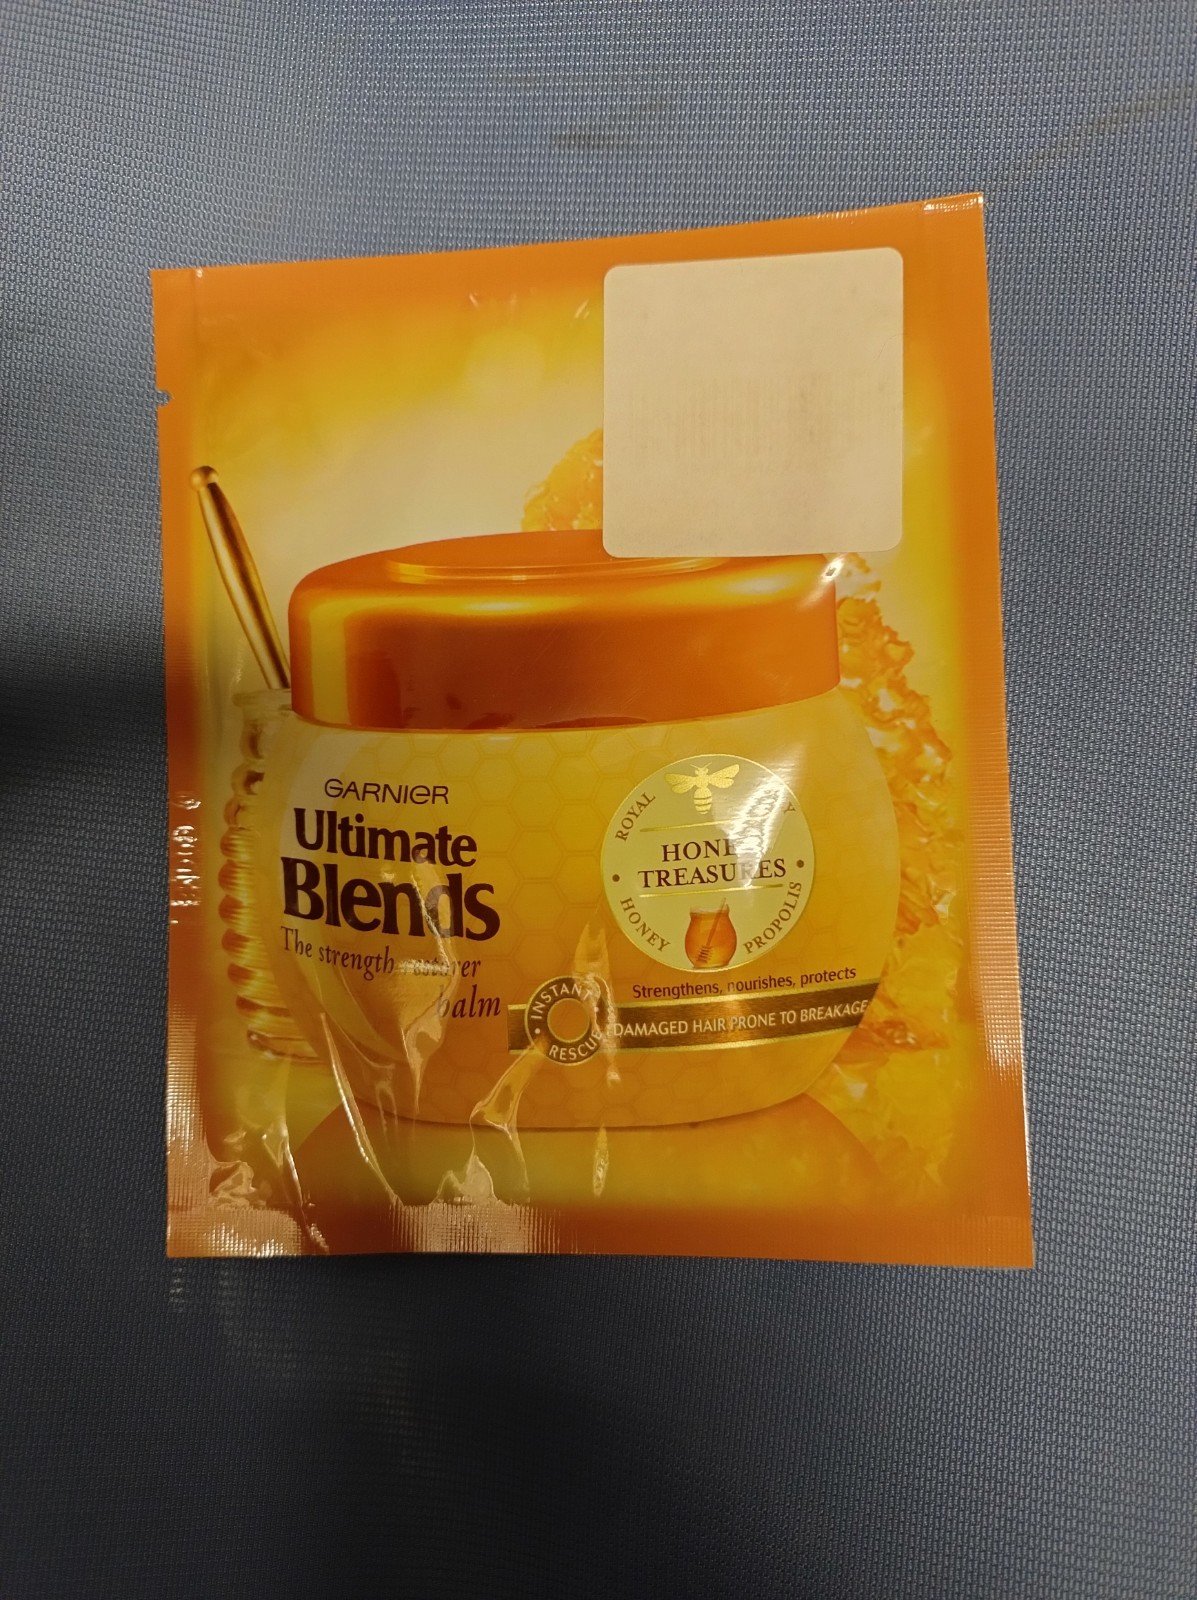 GARNIER
Ultimate
Blends
The strength restorer
balm
ROYAL
HONEY
TREASURES
HONEY
PROPOLIS
Strengthens, nourishes, protects
INSTANT
RESCUE
DAMAGED HAIR PRONE TO BREAKAGE